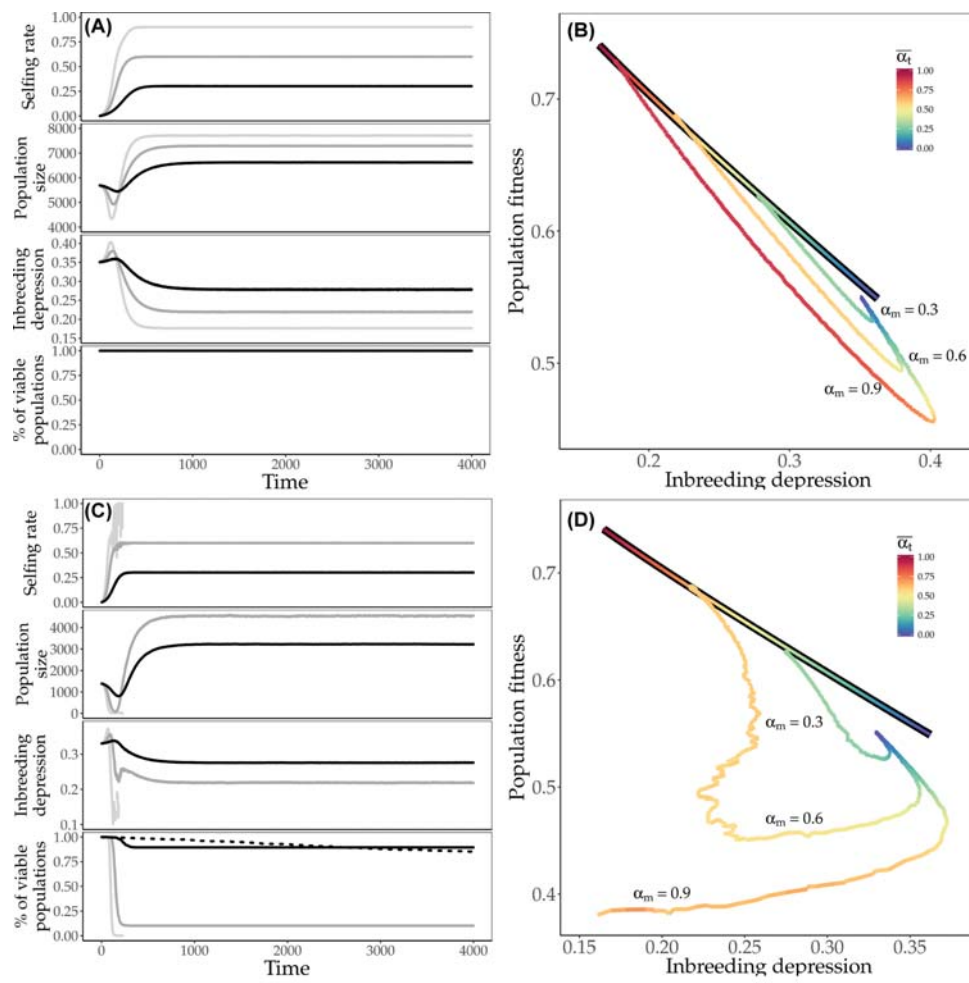 (A)
Selfing rate
1.00
0.75
0.50
0.25
0.00
Population
size
8000
7000
6000
5000
4000
Inbreeding
depression
0.40
0.35
0.30
0.25
0.20
0.15
% of viable
populations
1.00
0.75
0.50
0.25
0.00
0
1000
2000
3000
4000
Time
(B)
Population fitness
0.7
0.6
0.5
αt
1.00
0.75
0.50
0.25
0.00
αm = 0.3
αm = 0.6
αm = 0.9
0.2
0.3
0.4
Inbreeding depression
(C)
Selfing rate
1.00
0.75
0.50
0.25
0.00
Population
size
4000
3000
2000
1000
0
Inbreeding
depression
0.3
0.2
0.1
% of viable
populations
1.00
0.75
0.50
0.25
0.00
0
1000
2000
3000
4000
Time
(D)
Population fitness
0.7
0.6
0.5
0.4
αt
1.00
0.75
0.50
0.25
0.00
αm = 0.3
αm = 0.6
αm = 0.9
0.15
0.20
0.25
0.30
0.35
Inbreeding depression